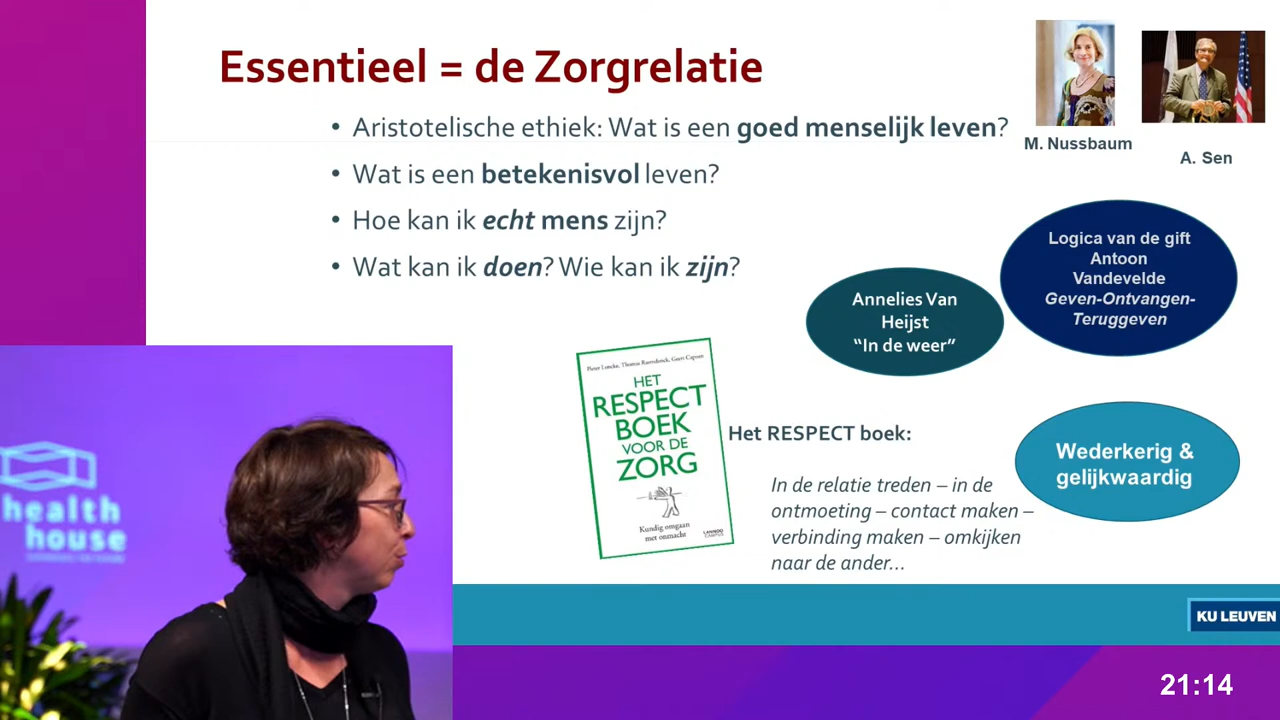 Essentieel = de Zorgrelatie
• Aristotelische ethiek: Wat is een goed menselijk leven?
• Wat is een betekenisvol leven?
• Hoe kan ik echt mens zijn?
• Wat kan ik doen? Wie kan ik zijn?
M. Nussbaum
A. Sen
Logica van de gift
Antoon
Vandevelde
Geven-Ontvangen-
Teruggeven
Annelies Van
Heijst
“In de weer”
HET
RESPECT
BOEK
VOOR DE
ZORG
Kundig omgaan
met onmacht
LANNOO
CAMPUS
Het RESPECT boek:
In de relatie treden – in de
ontmoeting – contact maken –
verbinding maken – omkijken
naar de ander...
Wederkerig &
gelijkwaardig
health
house
KU LEUVEN
21:14